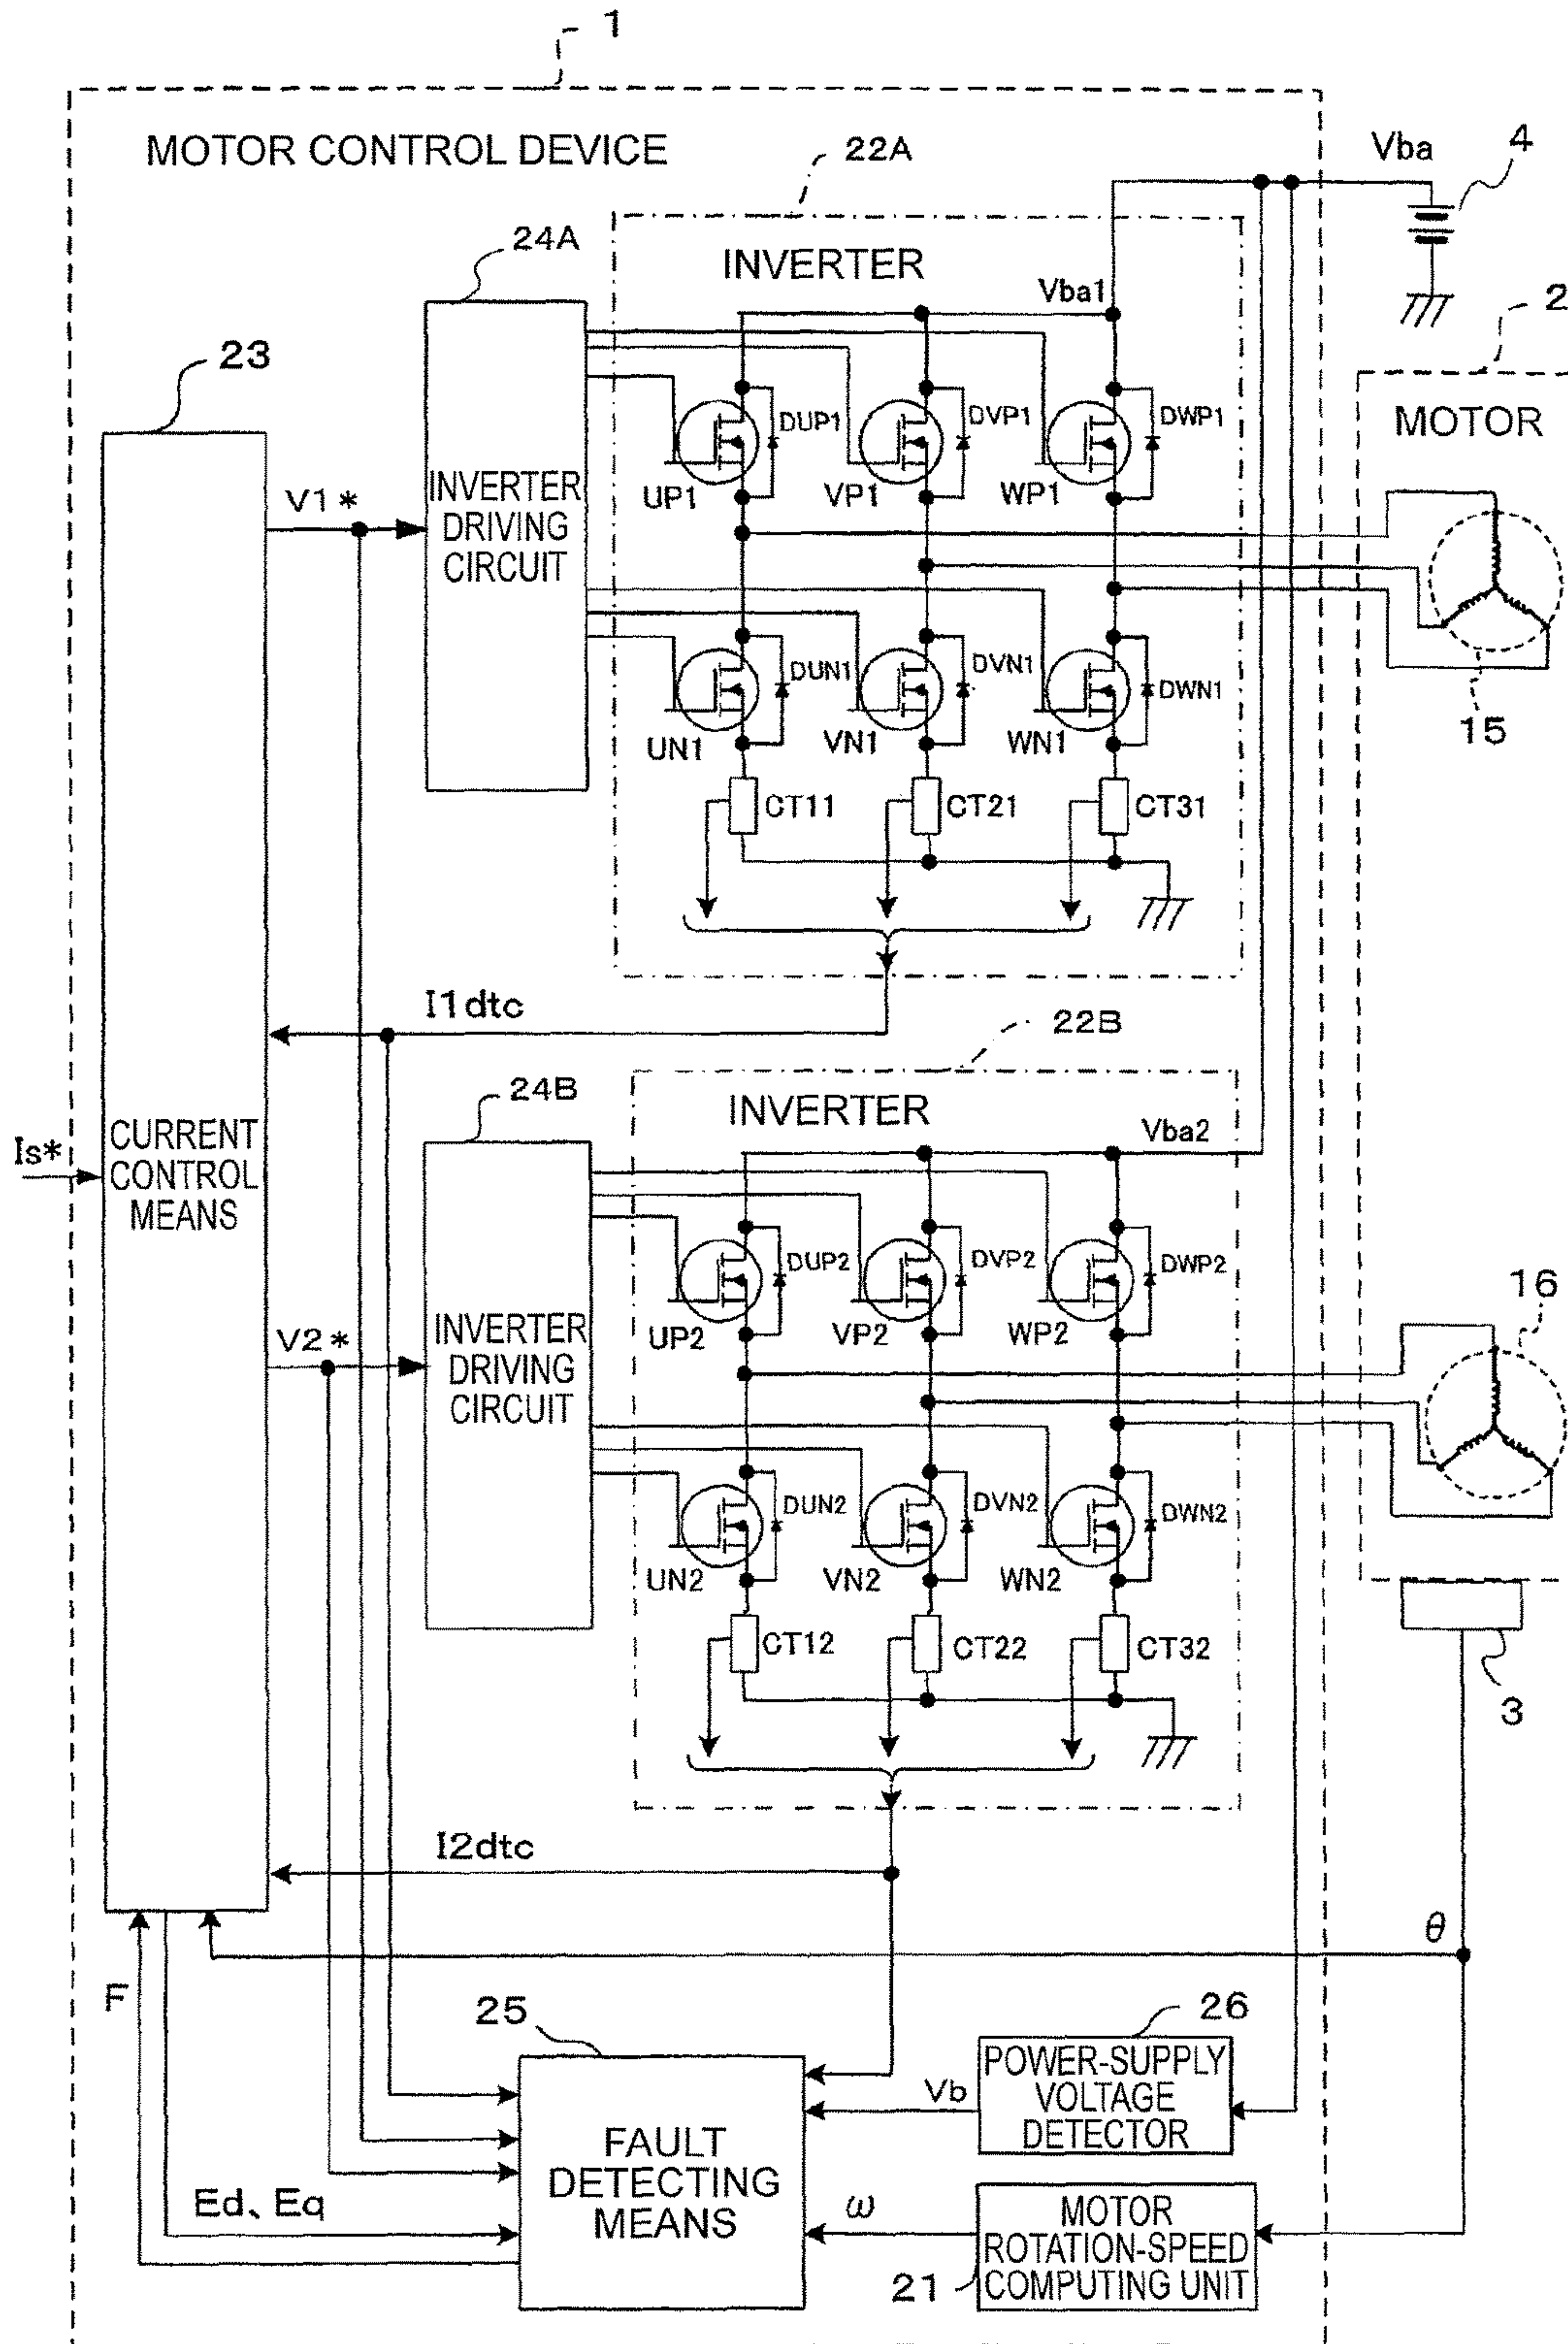 1
MOTOR CONTROL DEVICE
22A
Vba
4
24A
INVERTER
Vba1
2
23
MOTOR
DUP1
DVP1
DWP1
V1*
INVERTER
DRIVING
CIRCUIT
UP1
VP1
WP1
DUN1
DVN1
DWN1
15
UN1
VN1
WN1
CT11
CT21
CT31
I1dtc
22B
24B
INVERTER
Vba2
Is*
CURRENT
CONTROL
MEANS
DUP2
DVP2
DWP2
16
V2*
INVERTER
DRIVING
CIRCUIT
UP2
VP2
WP2
DUN2
DVN2
DWN2
UN2
VN2
WN2
CT12
CT22
CT32
3
I2dtc
θ
F
25
26
POWER-SUPPLY
VOLTAGE
DETECTOR
Vb
FAULT
DETECTING
MEANS
Ed、Eq
ω
MOTOR
ROTATION-SPEED
COMPUTING UNIT
21